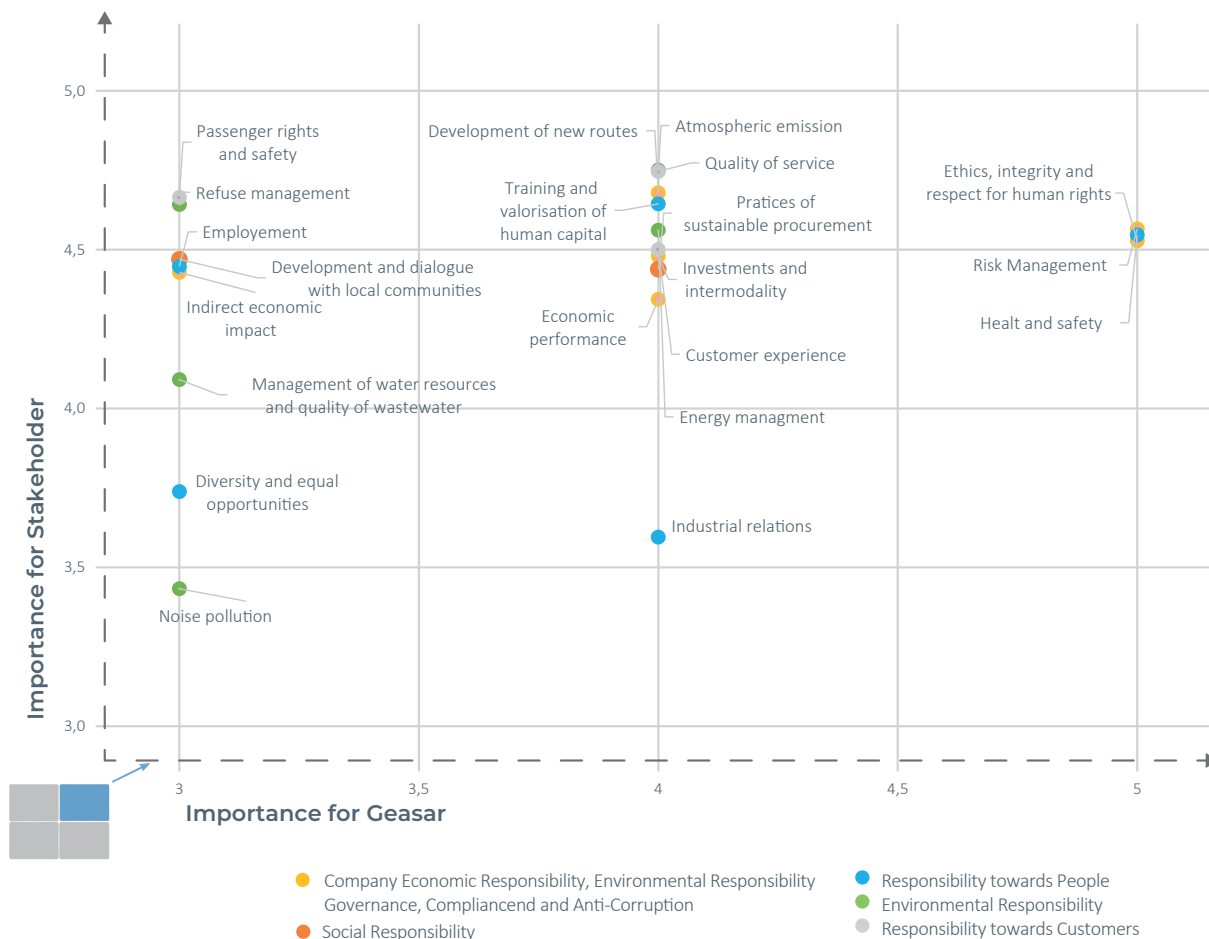 5,0
4,5
4,0
3,5
3,0
Importance for Stakeholder
Passenger rights
and safety
Refuse management
Employement
Development and dialogue
with local communities
Indirect economic
impact
Management of water resources
and quality of wastewater
Diversity and equal
opportunities
Noise pollution
Development of new routes
Atmospheric emission
Quality of service
Training and
valorisation of
human capital
Pratices of
sustainable procurement
Investments and
intermodality
Economic
performance
Customer experience
Energy managment
Industrial relations
Ethics, integrity and
respect for human rights
Risk Management
Healt and safety
3
3,5
4
4,5
5
Importance for Geasar
Company Economic Responsibility, Environmental Responsibility
Governance, Compliancend and Anti-Corruption
Social Responsibility
Responsibility towards People
Environmental Responsibility
Responsibility towards Customers